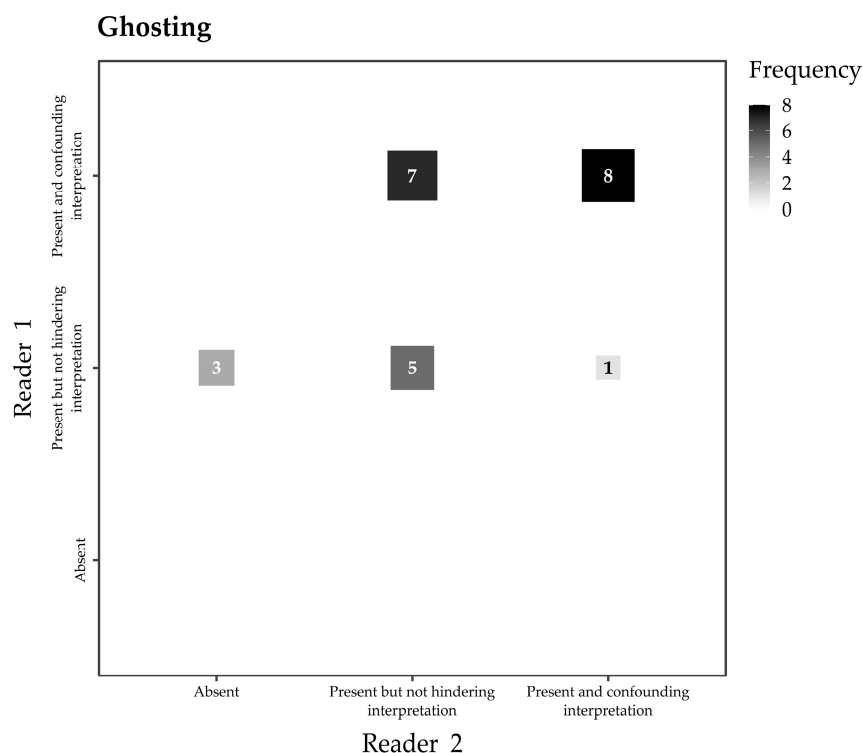 Ghosting
Frequency
8
6
4
2
0
Reader 1
Present and confounding
interpretation
Present but not hindering
interpretation
Absent
7
8
3
5
1
Absent
Present but not hindering
interpretation
Present and confounding
interpretation
Reader 2